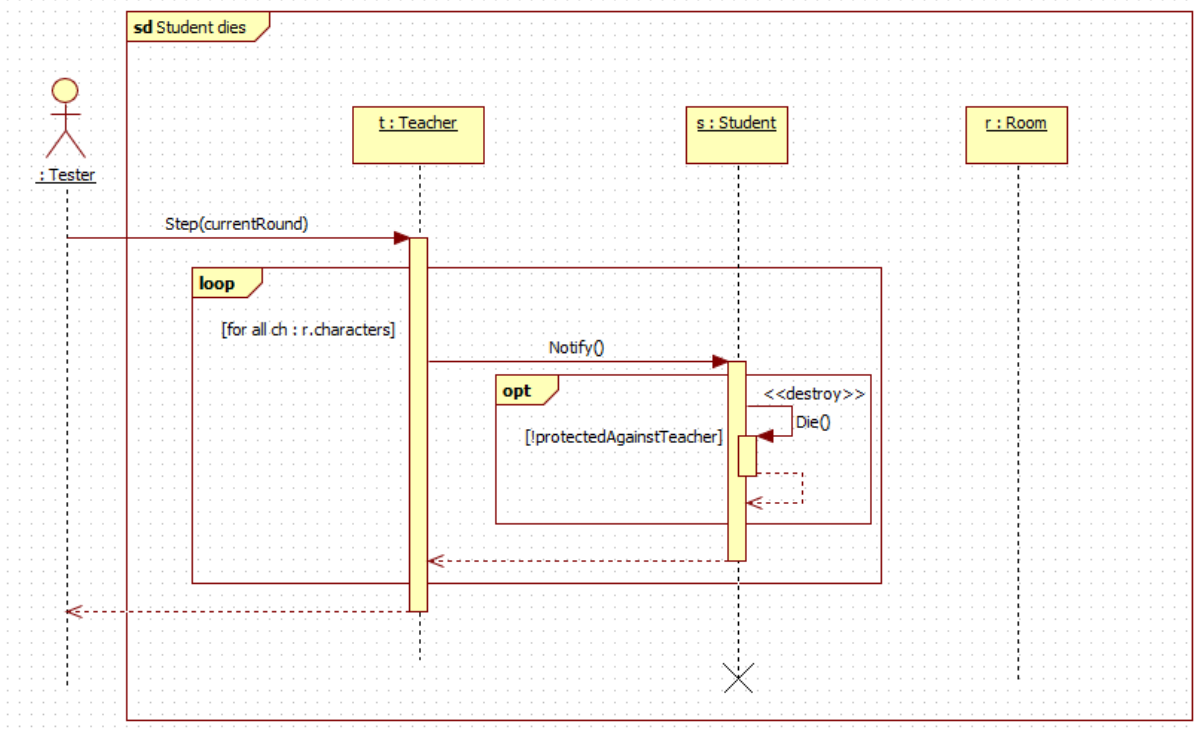 sd Student dies
t : Teacher
s : Student
r : Room
: Tester
Step(currentRound)
loop
[for all ch : r.characters]
Notify()
opt
<<destroy>>
Die()
[!protectedAgainstTeacher]